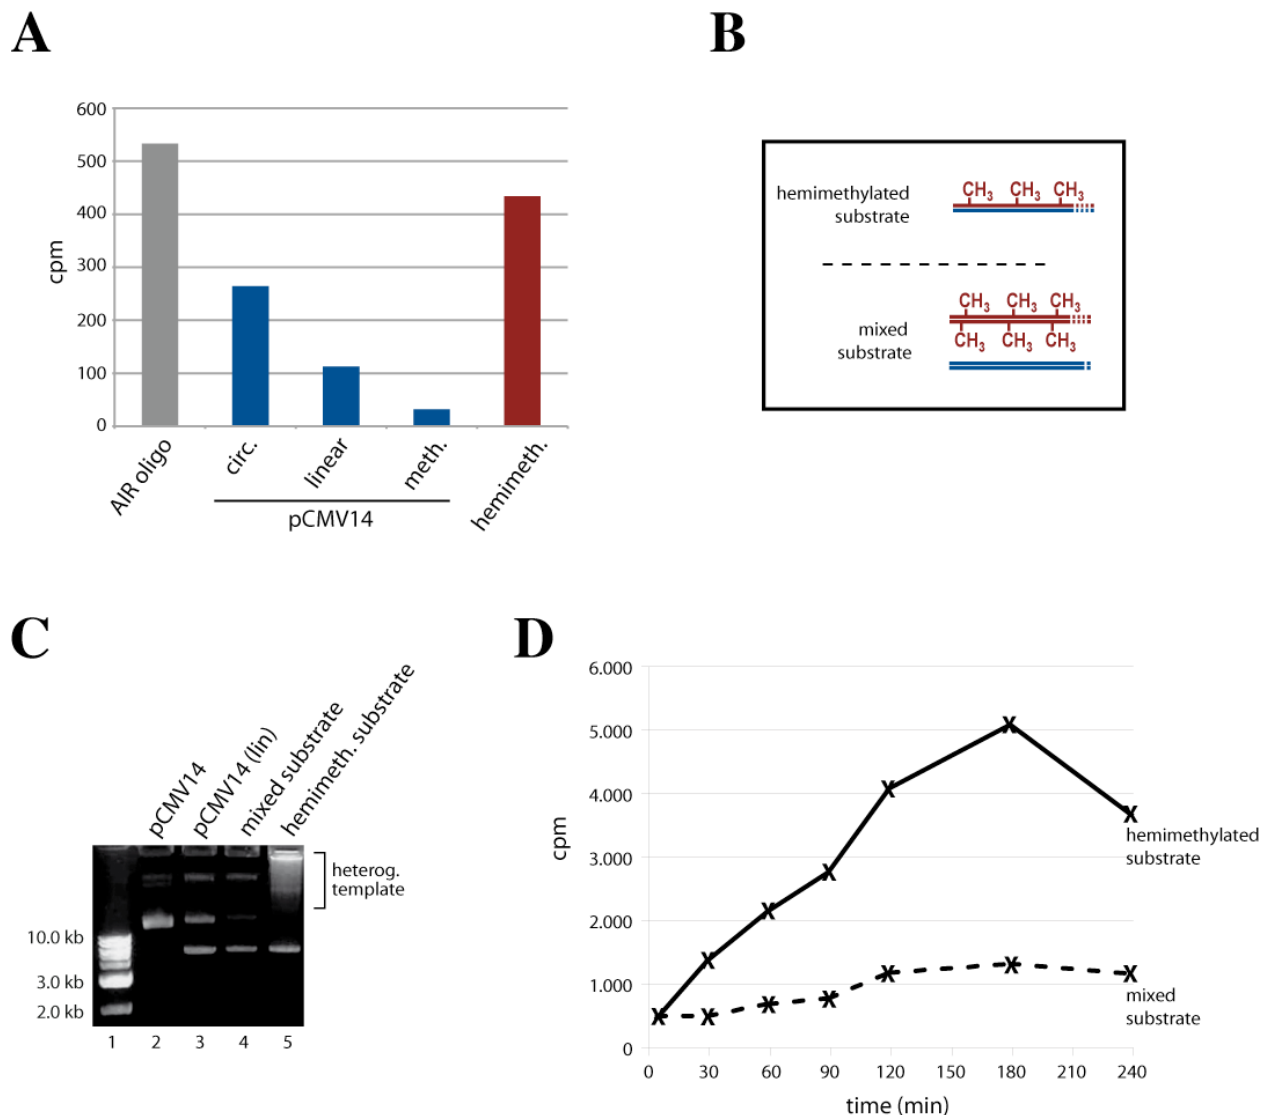 A
600
500
400
300
200
100
0
cpm
AIR oligo
circ.
linear
meth.
hemimeth.
pCMV14
B
hemimethylated
substrate
CH3 CH3 CH3
mixed
substrate
CH3 CH3 CH3
CH3 CH3 CH3
C
pCMV14
pCMV14 (lin)
mixed substrate
hemimeth. substrate
heterog.
template
10.0 kb
3.0 kb
2.0 kb
1 2 3 4 5
D
6.000
5.000
4.000
3.000
2.000
1.000
0
cpm
hemimethylated
substrate
mixed
substrate
0 30 60 90 120 150 180 210 240
time (min)